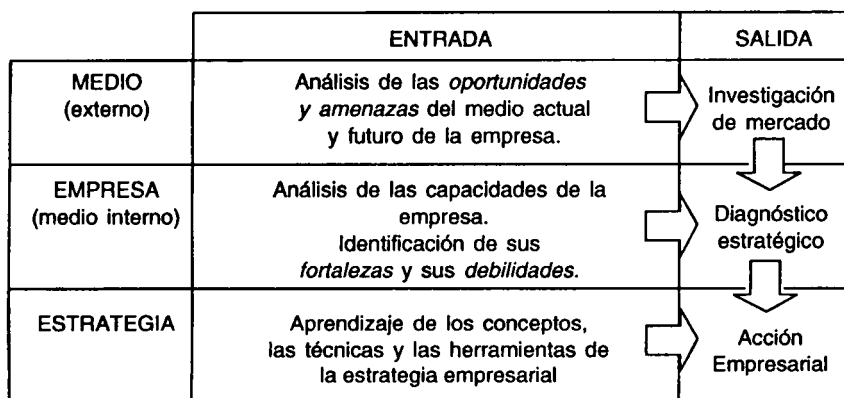 ENTRADA
SALIDA
MEDIO
(externo)
Análisis de las oportunidades
y amenazas del medio actual
y futuro de la empresa.
Investigación
de mercado
EMPRESA
(medio interno)
Análisis de las capacidades de la
empresa.
Identificación de sus
fortalezas y sus debilidades.
Diagnóstico
estratégico
ESTRATEGIA
Aprendizaje de los conceptos,
las técnicas y las herramientas de
la estrategia empresarial
Acción
Empresarial